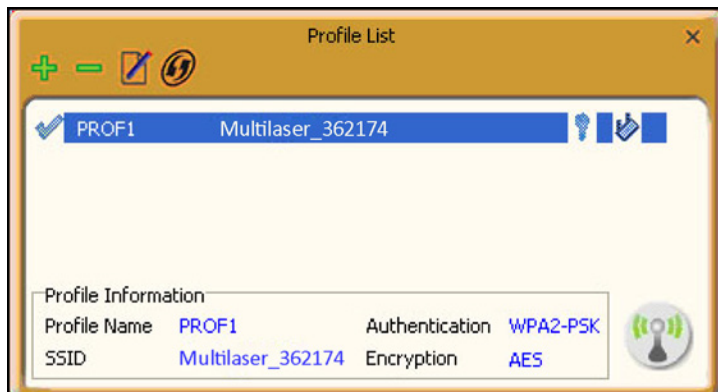 Profile List
PROF1 Multilaser_362174
Profile Information
Profile Name PROF1 Authentication WPA2-PSK
SSID Multilaser_362174 Encryption AES